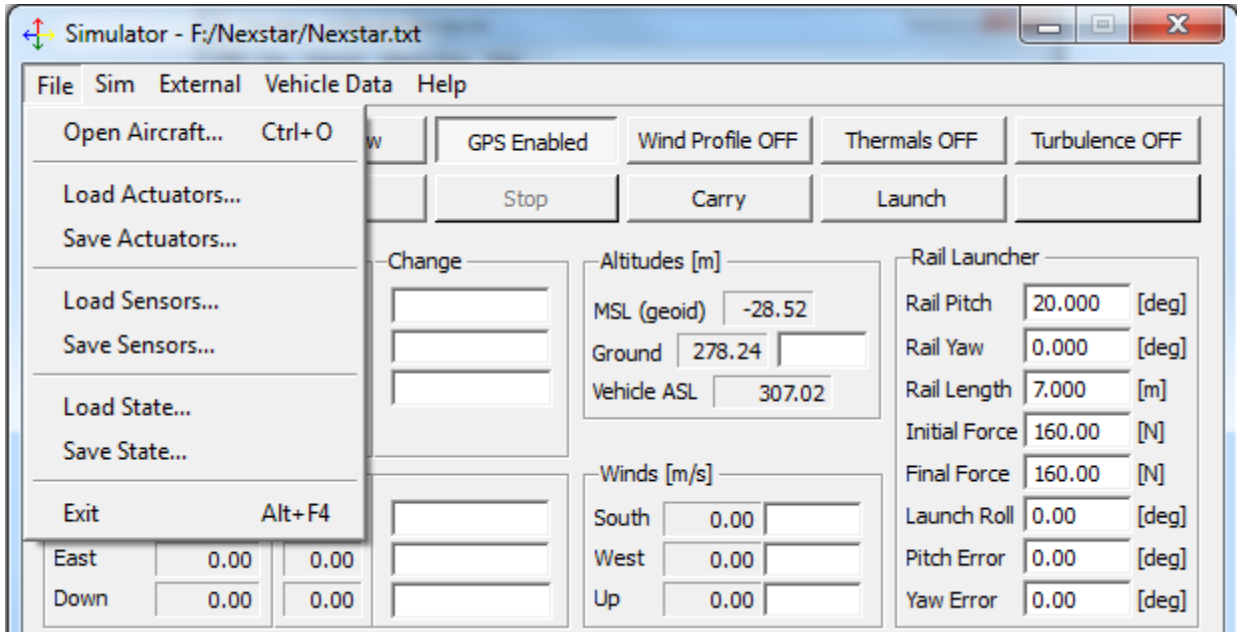 Simulator - F:/Nexstar/Nexstar.txt
File Sim External Vehicle Data Help
Open Aircraft... Ctrl+O
Load Actuators...
Save Actuators...
Load Sensors...
Save Sensors...
Load State...
Save State...
Exit Alt+F4
w GPS Enabled Wind Profile OFF Thermals OFF Turbulence OFF
Stop Carry Launch
Change
Altitudes [m]
MSL (geoid) -28.52
Ground 278.24
Vehicle ASL 307.02
Rail Launcher
Rail Pitch 20.000 [deg]
Rail Yaw 0.000 [deg]
Rail Length 7.000 [m]
Initial Force 160.00 [N]
Final Force 160.00 [N]
Launch Roll 0.00 [deg]
Pitch Error 0.00 [deg]
Yaw Error 0.00 [deg]
Winds [m/s]
South 0.00
West 0.00
Up 0.00
East 0.00 0.00
Down 0.00 0.00